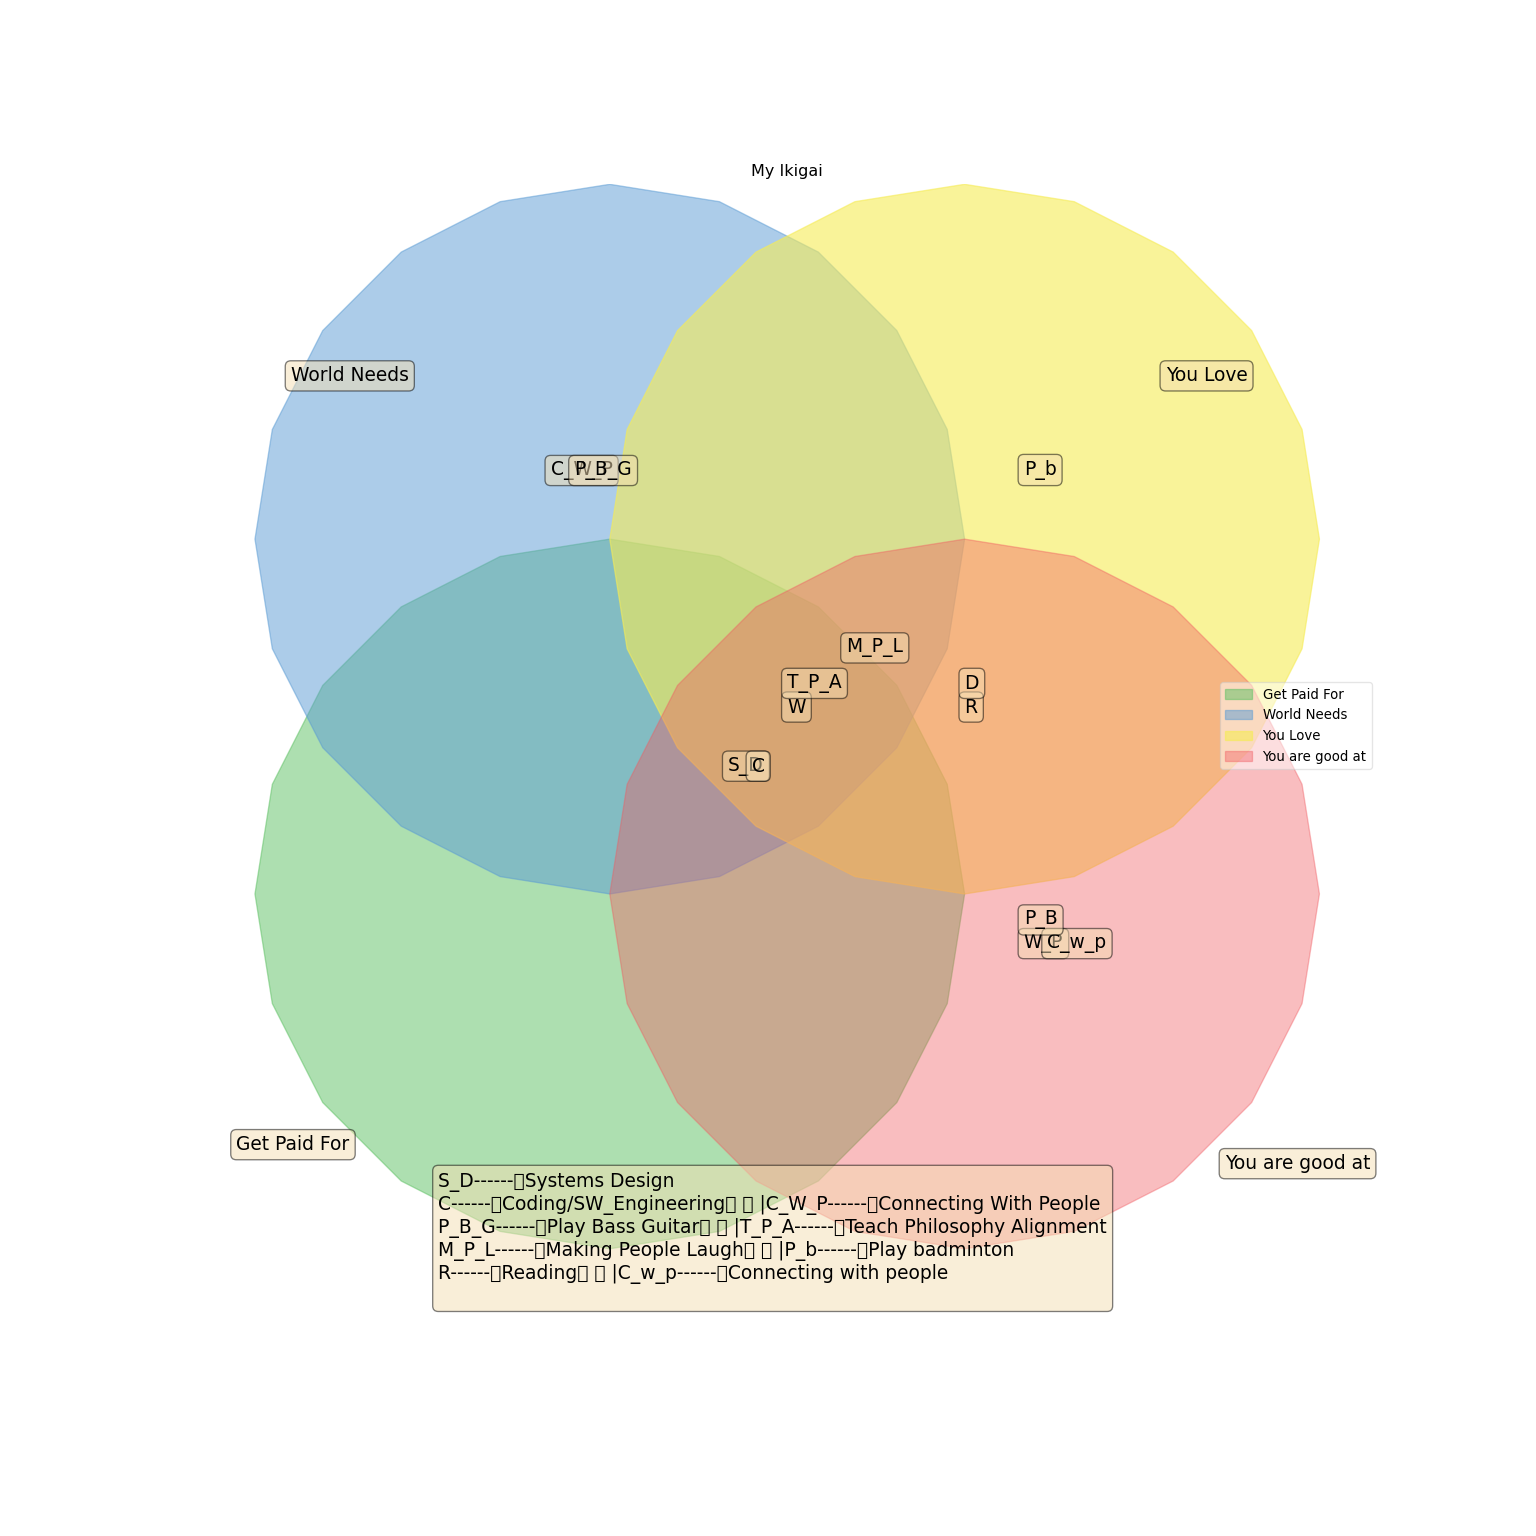 My Ikigai
World Needs
You Love
C_W_P
P_B_G
P_b
M_P_L
T_P_A
D
W
R
S_D
C
Get Paid For
World Needs
You Love
You are good at
P_B
W_P
C_w_p
Get Paid For
You are good at
S_D------▯Systems Design
C------▯Coding/SW_Engineering▯ ▯ |C_W_P------▯Connecting With People
P_B_G------▯Play Bass Guitar▯ ▯ |T_P_A------▯Teach Philosophy Alignment
M_P_L------▯Making People Laugh▯ ▯ |P_b------▯Play badminton
R------▯Reading▯ ▯ |C_w_p------▯Connecting with people